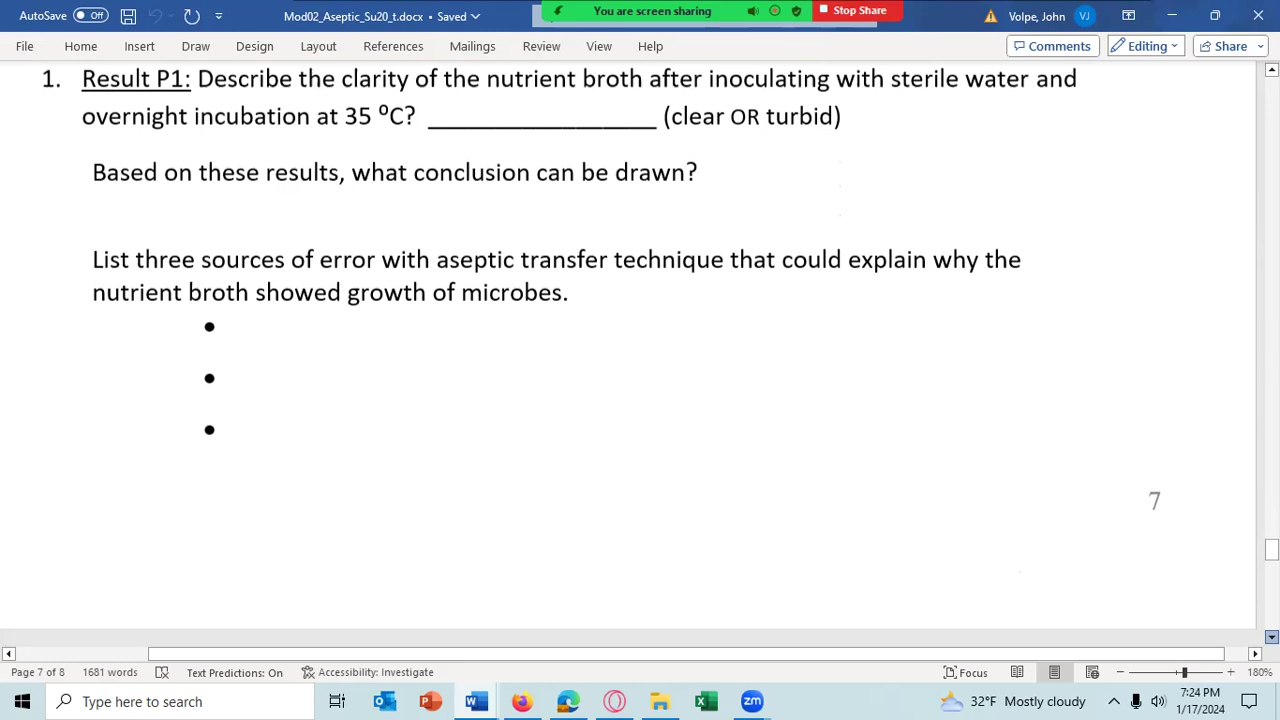 AutoSave Off Mod02_Aseptic_Su20_t.docx • Saved You are screen sharing Stop Share Volpe, John VJ
File Home Insert Draw Design Layout References Mailings Review View Help Comments Editing Share
1. Result P1: Describe the clarity of the nutrient broth after inoculating with sterile water and
overnight incubation at 35 ⁰C? _________________ (clear OR turbid)
Based on these results, what conclusion can be drawn?
List three sources of error with aseptic transfer technique that could explain why the
nutrient broth showed growth of microbes.
•
•
•
7
Page 7 of 8 1681 words Text Predictions: On Accessibility: Investigate Focus 180%
Type here to search 32°F Mostly cloudy 7:24 PM
1/17/2024